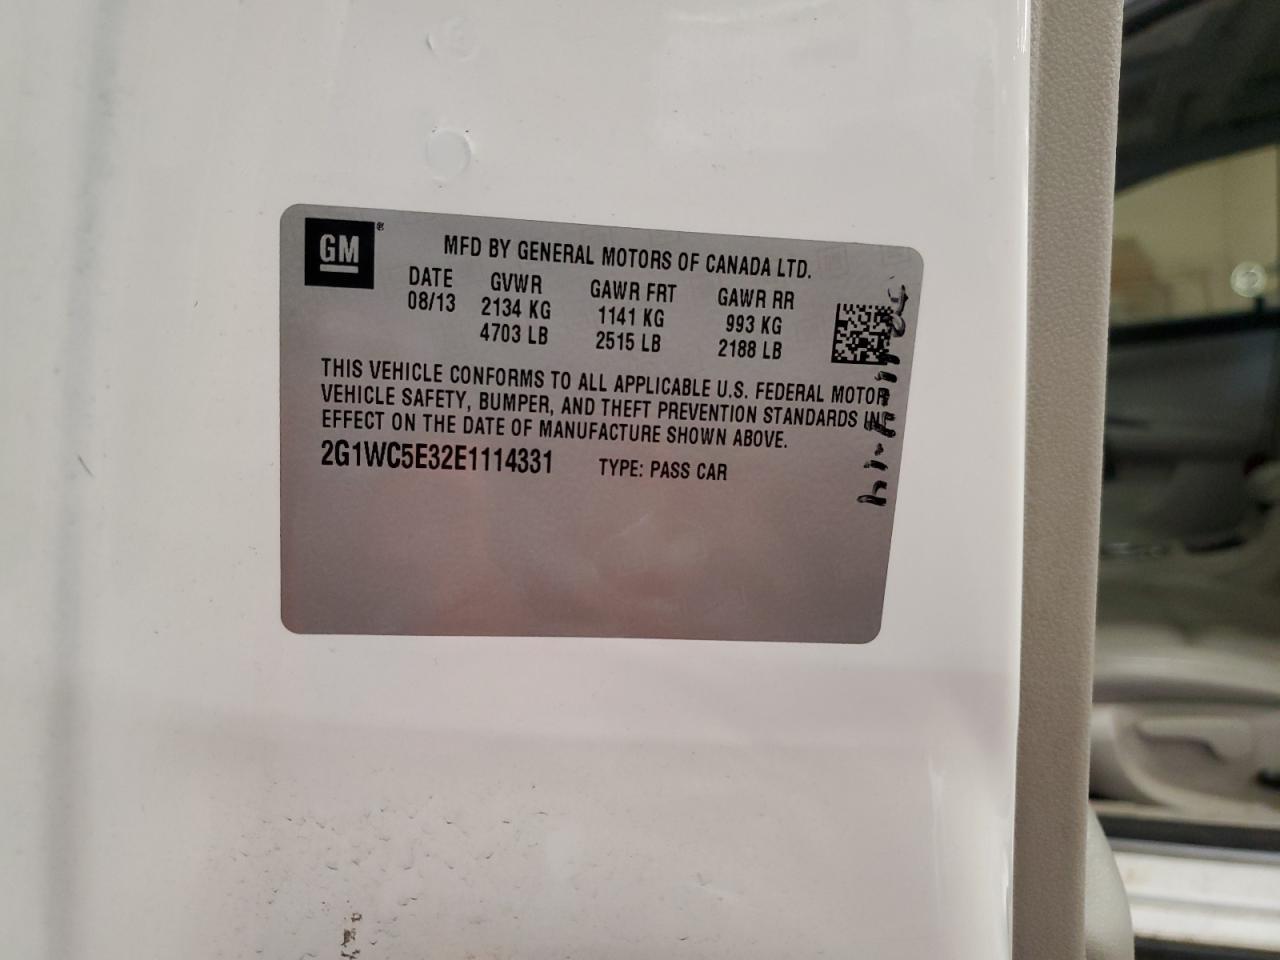 GM®
MFD BY GENERAL MOTORS OF CANADA LTD.
DATE GVWR GAWR FRT GAWR RR
08/13 2134 KG 1141 KG 993 KG
4703 LB 2515 LB 2188 LB
THIS VEHICLE CONFORMS TO ALL APPLICABLE U.S. FEDERAL MOTOR
VEHICLE SAFETY, BUMPER, AND THEFT PREVENTION STANDARDS IN
EFFECT ON THE DATE OF MANUFACTURE SHOWN ABOVE.
2G1WC5E32E1114331 TYPE: PASS CAR